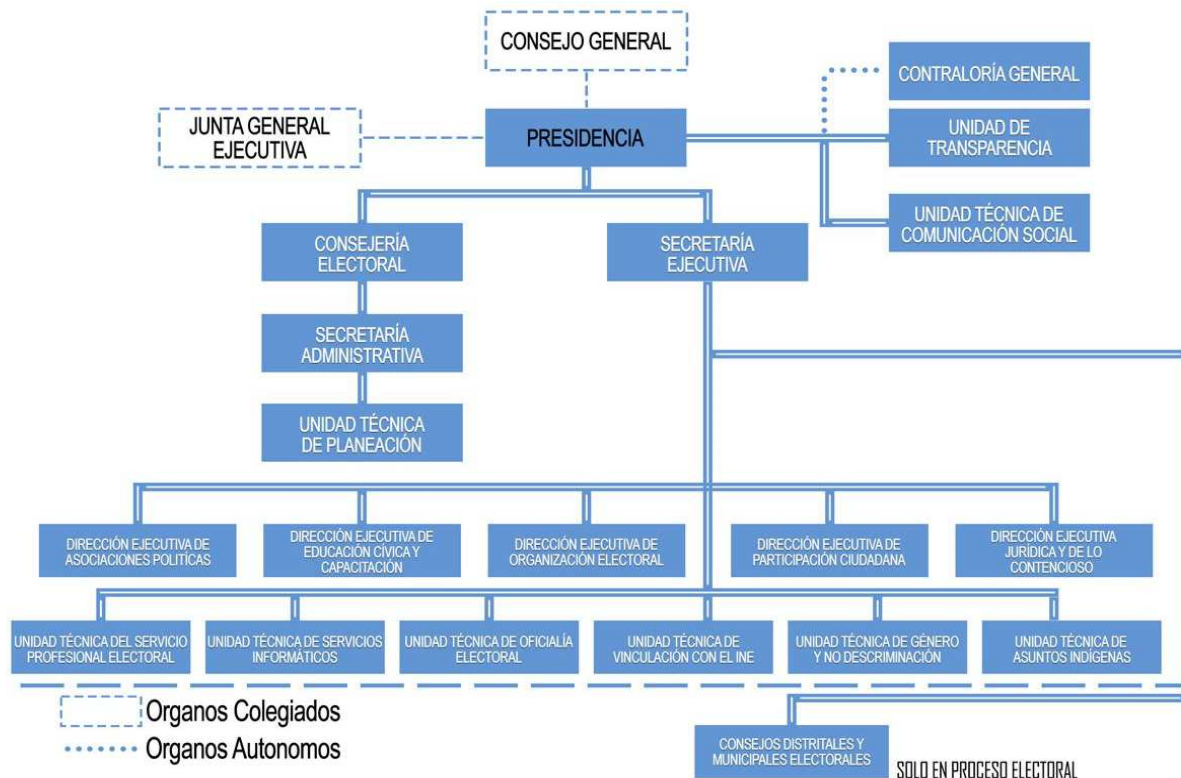 CONSEJO GENERAL
CONTRALORÍA GENERAL
JUNTA GENERAL
EJECUTIVA
PRESIDENCIA
UNIDAD DE
TRANSPARENCIA
UNIDAD TÉCNICA DE
COMUNICACIÓN SOCIAL
CONSEJERÍA
ELECTORAL
SECRETARÍA
EJECUTIVA
SECRETARÍA
ADMINISTRATIVA
UNIDAD TÉCNICA
DE PLANEACIÓN
DIRECCIÓN EJECUTIVA DE
ASOCIACIONES POLITÍCAS
DIRECCIÓN EJECUTIVA DE
EDUCACIÓN CÍVICA Y
CAPACITACIÓN
DIRECCIÓN EJECUTIVA DE
ORGANIZACIÓN ELECTORAL
DIRECCIÓN EJECUTIVA DE
PARTICIPACIÓN CIUDADANA
DIRECCIÓN EJECUTIVA
JURÍDICA Y DE LO
CONTENCIOSO
UNIDAD TÉCNICA DEL SERVICIO
PROFESIONAL ELECTORAL
UNIDAD TÉCNICA DE SERVICIOS
INFORMÁTICOS
UNIDAD TÉCNICA DE OFICIALÍA
ELECTORAL
UNIDAD TÉCNICA DE
VINCULACIÓN CON EL INE
UNIDAD TÉCNICA DE GÉNERO
Y NO DESCRIMINACIÓN
UNIDAD TÉCNICA DE
ASUNTOS INDÍGENAS
Organos Colegiados
Organos Autonomos
CONSEJOS DISTRITALES Y
MUNICIPALES ELECTORALES
SOLO EN PROCESO ELECTORAL